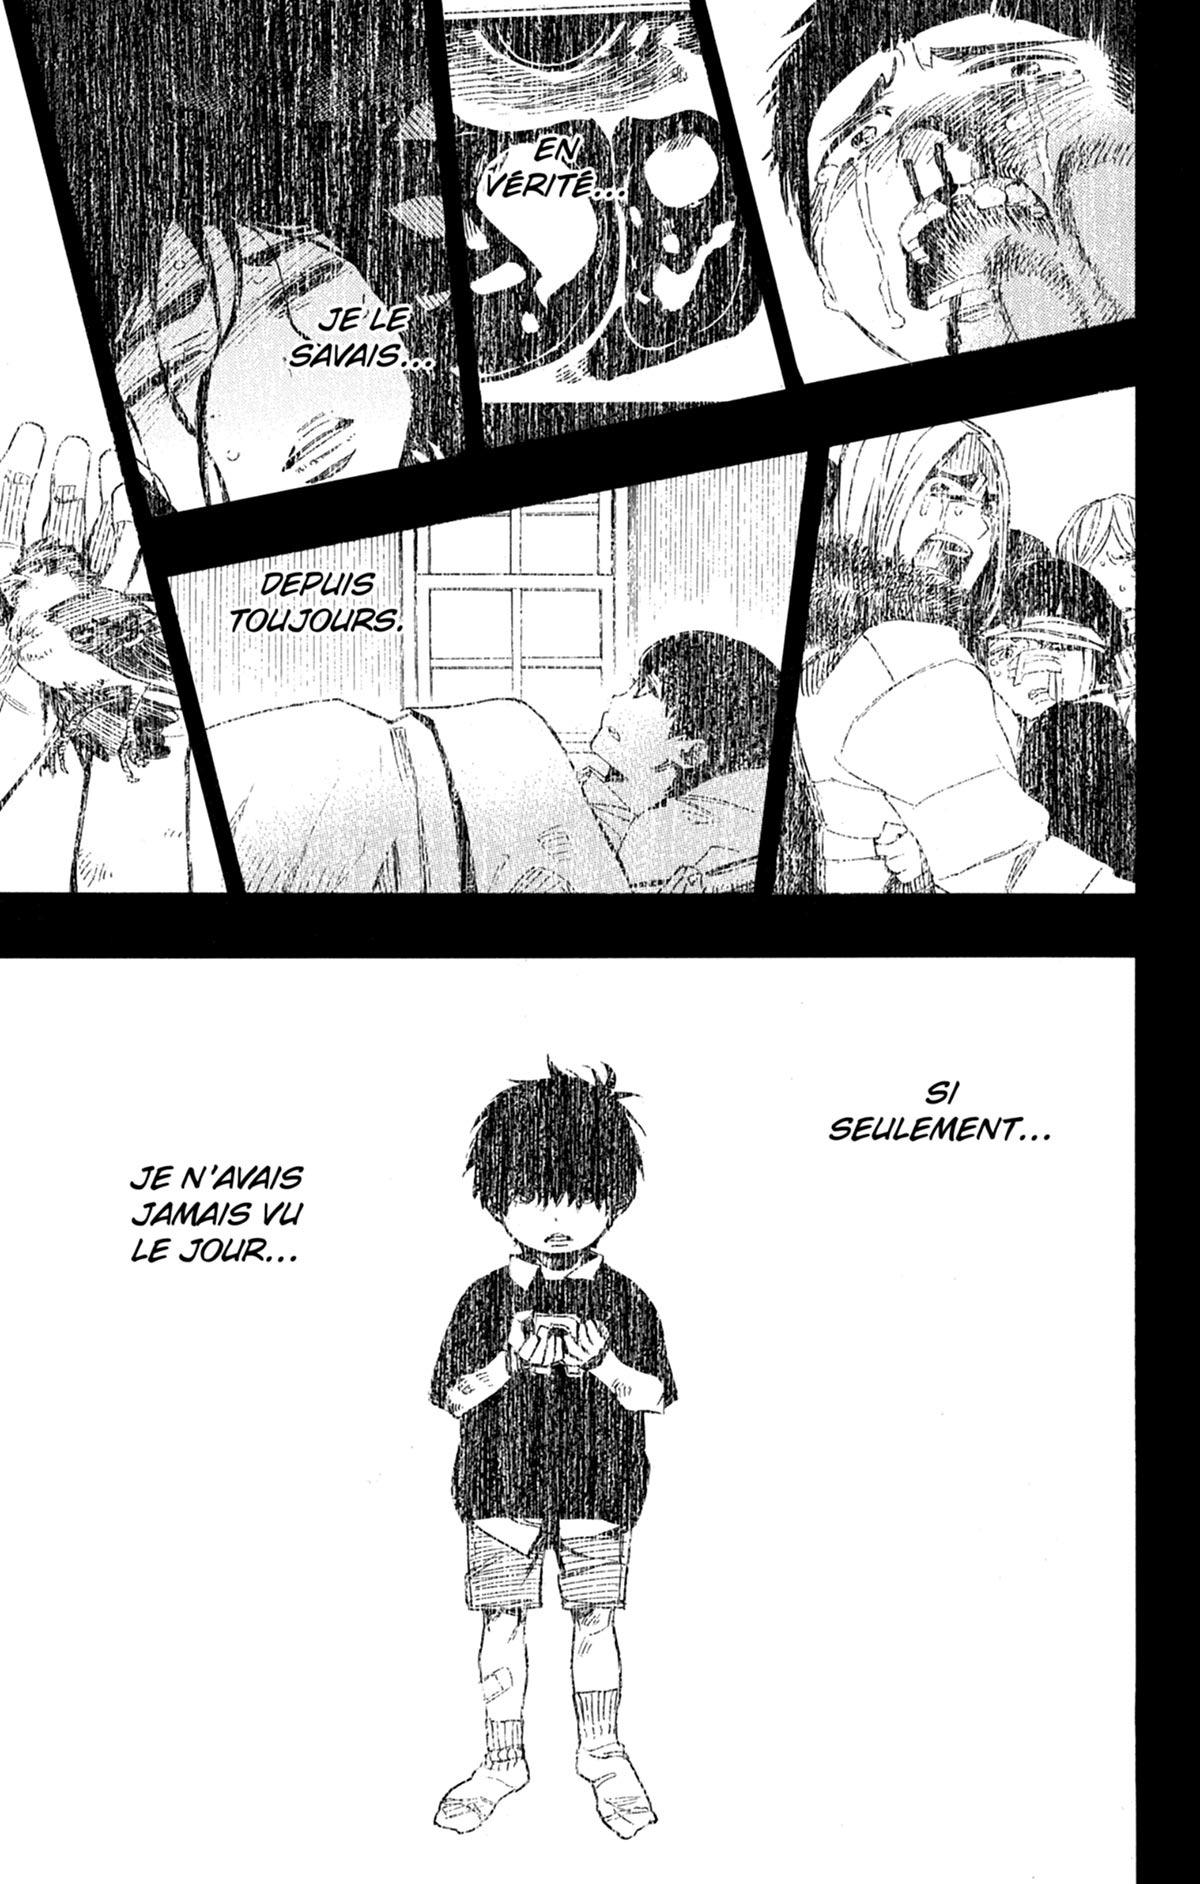 EN
VÉRITÉ...
JE LE
SAVAIS...
DEPUIS
TOUJOURS.
SI
SEULEMENT...
JE N'AVAIS
JAMAIS VU
LE JOUR...